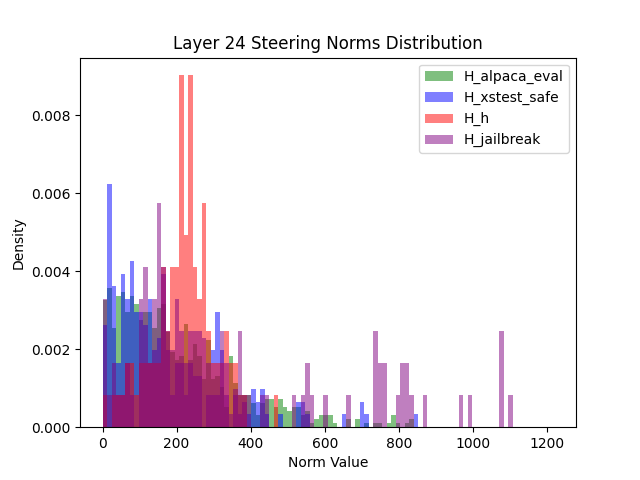 Layer 24 Steering Norms Distribution
H_alpaca_eval
H_xstest_safe
H_h
H_jailbreak
Density
0.008
0.006
0.004
0.002
0.000
0
200
400
600
800
1000
1200
Norm Value